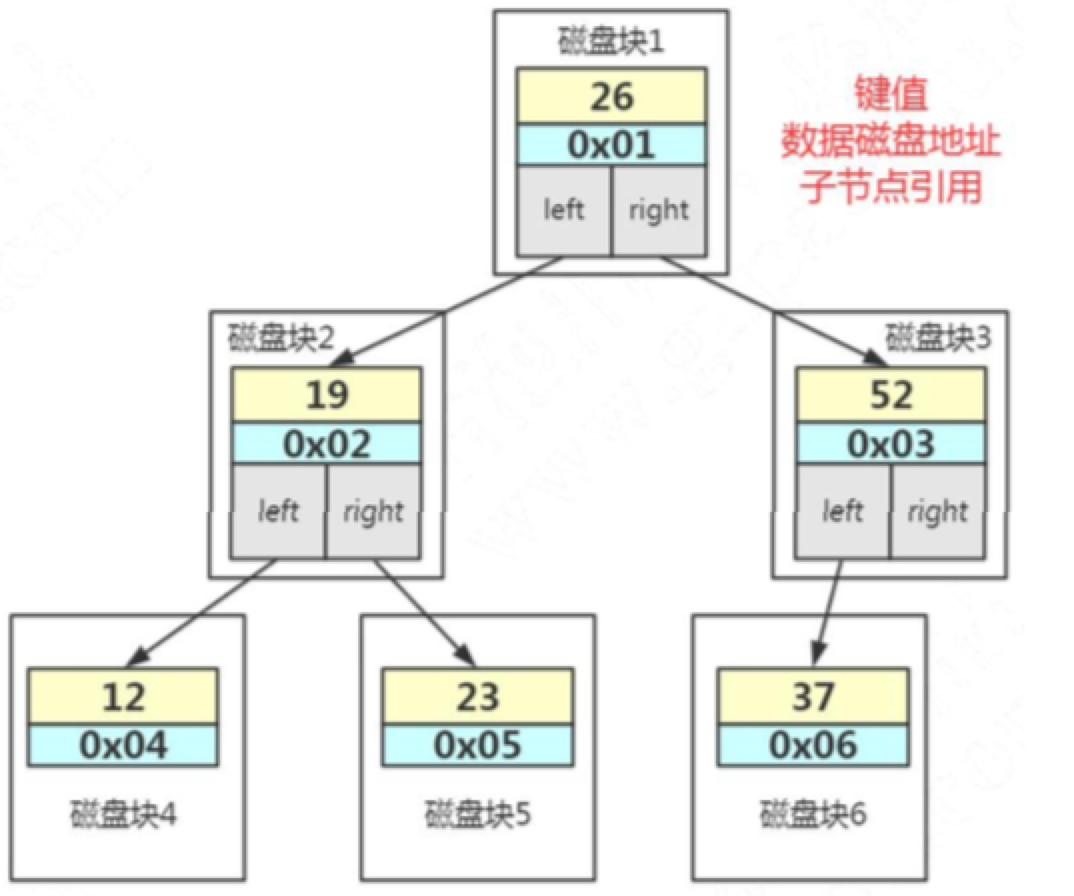 磁盘块1
26
0x01
left right
键值
数据磁盘地址
子节点引用
磁盘块2
19
0x02
left right
磁盘块3
52
0x03
left right
12
0x04
磁盘块4
23
0x05
磁盘块5
37
0x06
磁盘块6